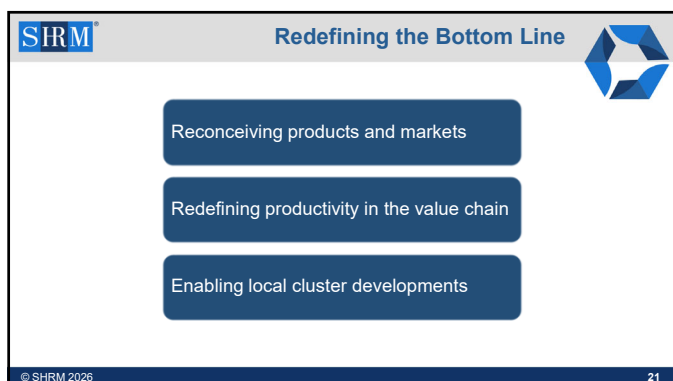 SHRM®
Redefining the Bottom Line
Reconceiving products and markets
Redefining productivity in the value chain
Enabling local cluster developments
© SHRM 2026
21